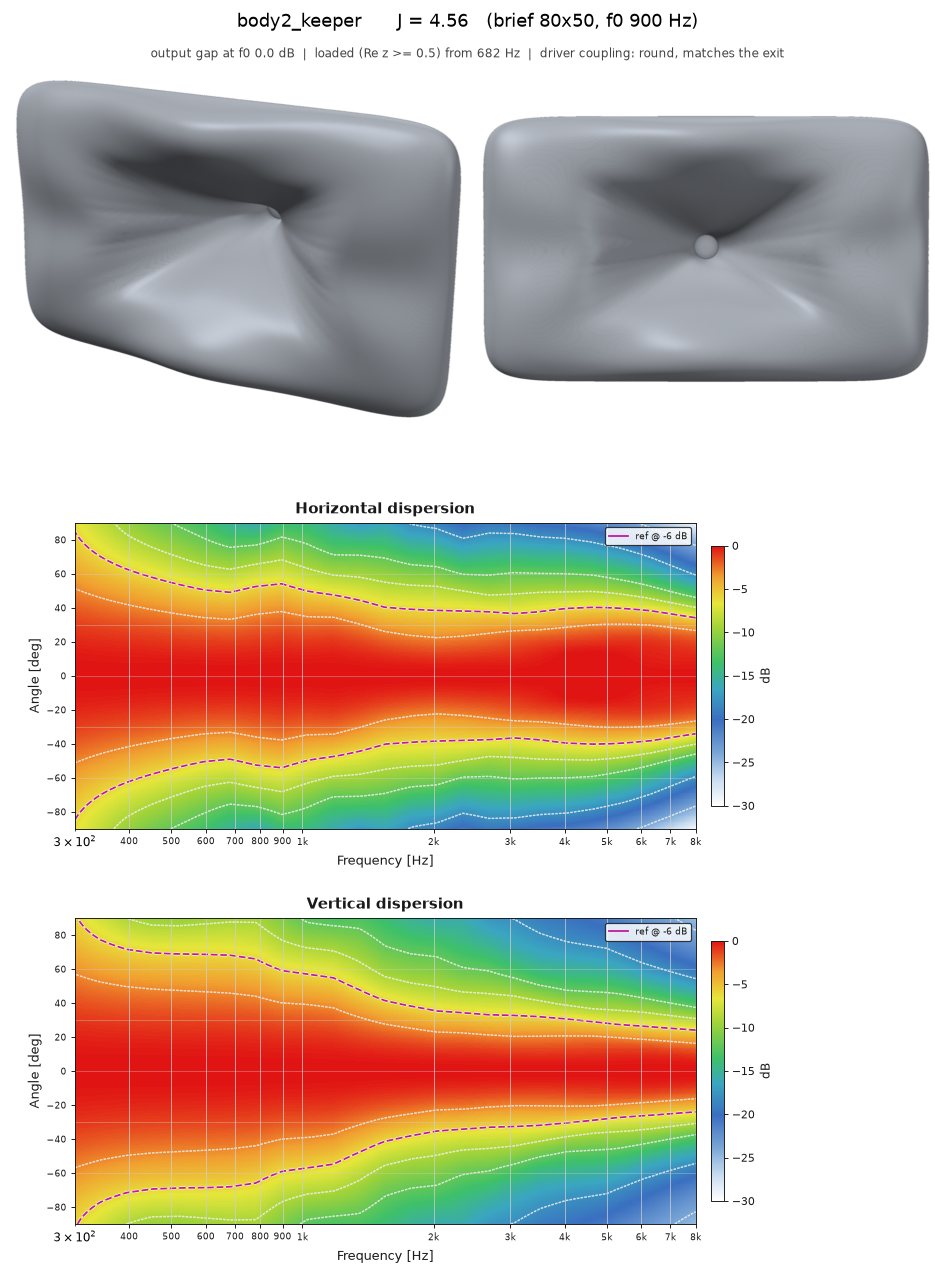 body2_keeper      J = 4.56   (brief 80x50, f0 900 Hz)
output gap at f0 0.0 dB  |  loaded (Re z >= 0.5) from 682 Hz  |  driver coupling: round, matches the exit
Horizontal dispersion
ref @ -6 dB
Angle [deg]
80
60
40
20
0
−20
−40
−60
−80
3 × 10²
400
500
600
700
800
900
1k
2k
3k
4k
5k
6k
7k
8k
Frequency [Hz]
0
−5
−10
−15
−20
−25
−30
dB
Vertical dispersion
ref @ -6 dB
Angle [deg]
80
60
40
20
0
−20
−40
−60
−80
3 × 10²
400
500
600
700
800
900
1k
2k
3k
4k
5k
6k
7k
8k
Frequency [Hz]
0
−5
−10
−15
−20
−25
−30
dB